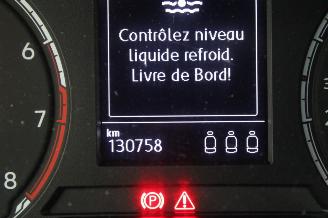 Contrôlez niveau
liquide refroid.
Livre de Bord!
km
130758
6
7
8
P